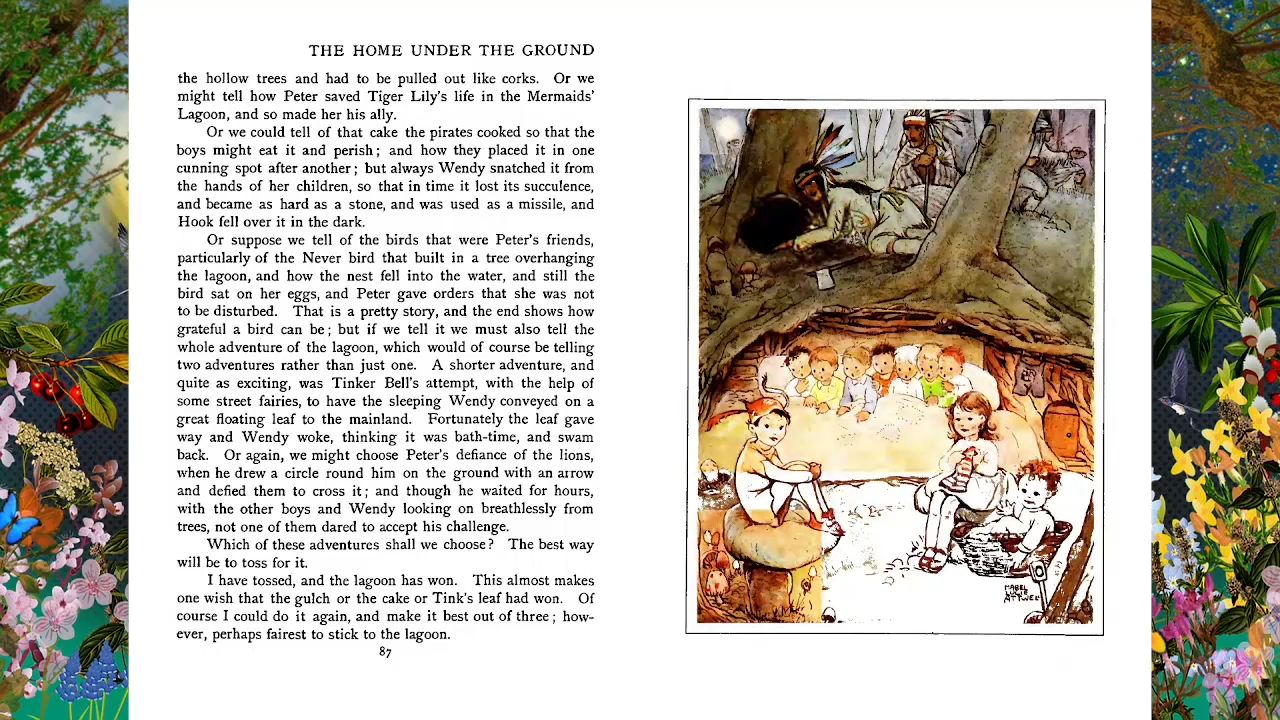 THE HOME UNDER THE GROUND
the hollow trees and had to be pulled out like corks. Or we
might tell how Peter saved Tiger Lily's life in the Mermaids'
Lagoon, and so made her his ally.
Or we could tell of that cake the pirates cooked so that the
boys might eat it and perish; and how they placed it in one
cunning spot after another; but always Wendy snatched it from
the hands of her children, so that in time it lost its succulence,
and became as hard as a stone, and was used as a missile, and
Hook fell over it in the dark.
Or suppose we tell of the birds that were Peter's friends,
particularly of the Never bird that built in a tree overhanging
the lagoon, and how the nest fell into the water, and still the
bird sat on her eggs, and Peter gave orders that she was not
to be disturbed. That is a pretty story, and the end shows how
grateful a bird can be; but if we tell it we must also tell the
whole adventure of the lagoon, which would of course be telling
two adventures rather than just one. A shorter adventure, and
quite as exciting, was Tinker Bell's attempt, with the help of
some street fairies, to have the sleeping Wendy conveyed on a
great floating leaf to the mainland. Fortunately the leaf gave
way and Wendy woke, thinking it was bath-time, and swam
back. Or again, we might choose Peter's defiance of the lions,
when he drew a circle round him on the ground with an arrow
and defied them to cross it; and though he waited for hours,
with the other boys and Wendy looking on breathlessly from
trees, not one of them dared to accept his challenge.
Which of these adventures shall we choose? The best way
will be to toss for it.
I have tossed, and the lagoon has won. This almost makes
one wish that the gulch or the cake or Tink's leaf had won. Of
course I could do it again, and make it best out of three; how-
ever, perhaps fairest to stick to the lagoon.
87
MABEL
LUCIE
ATTWELL